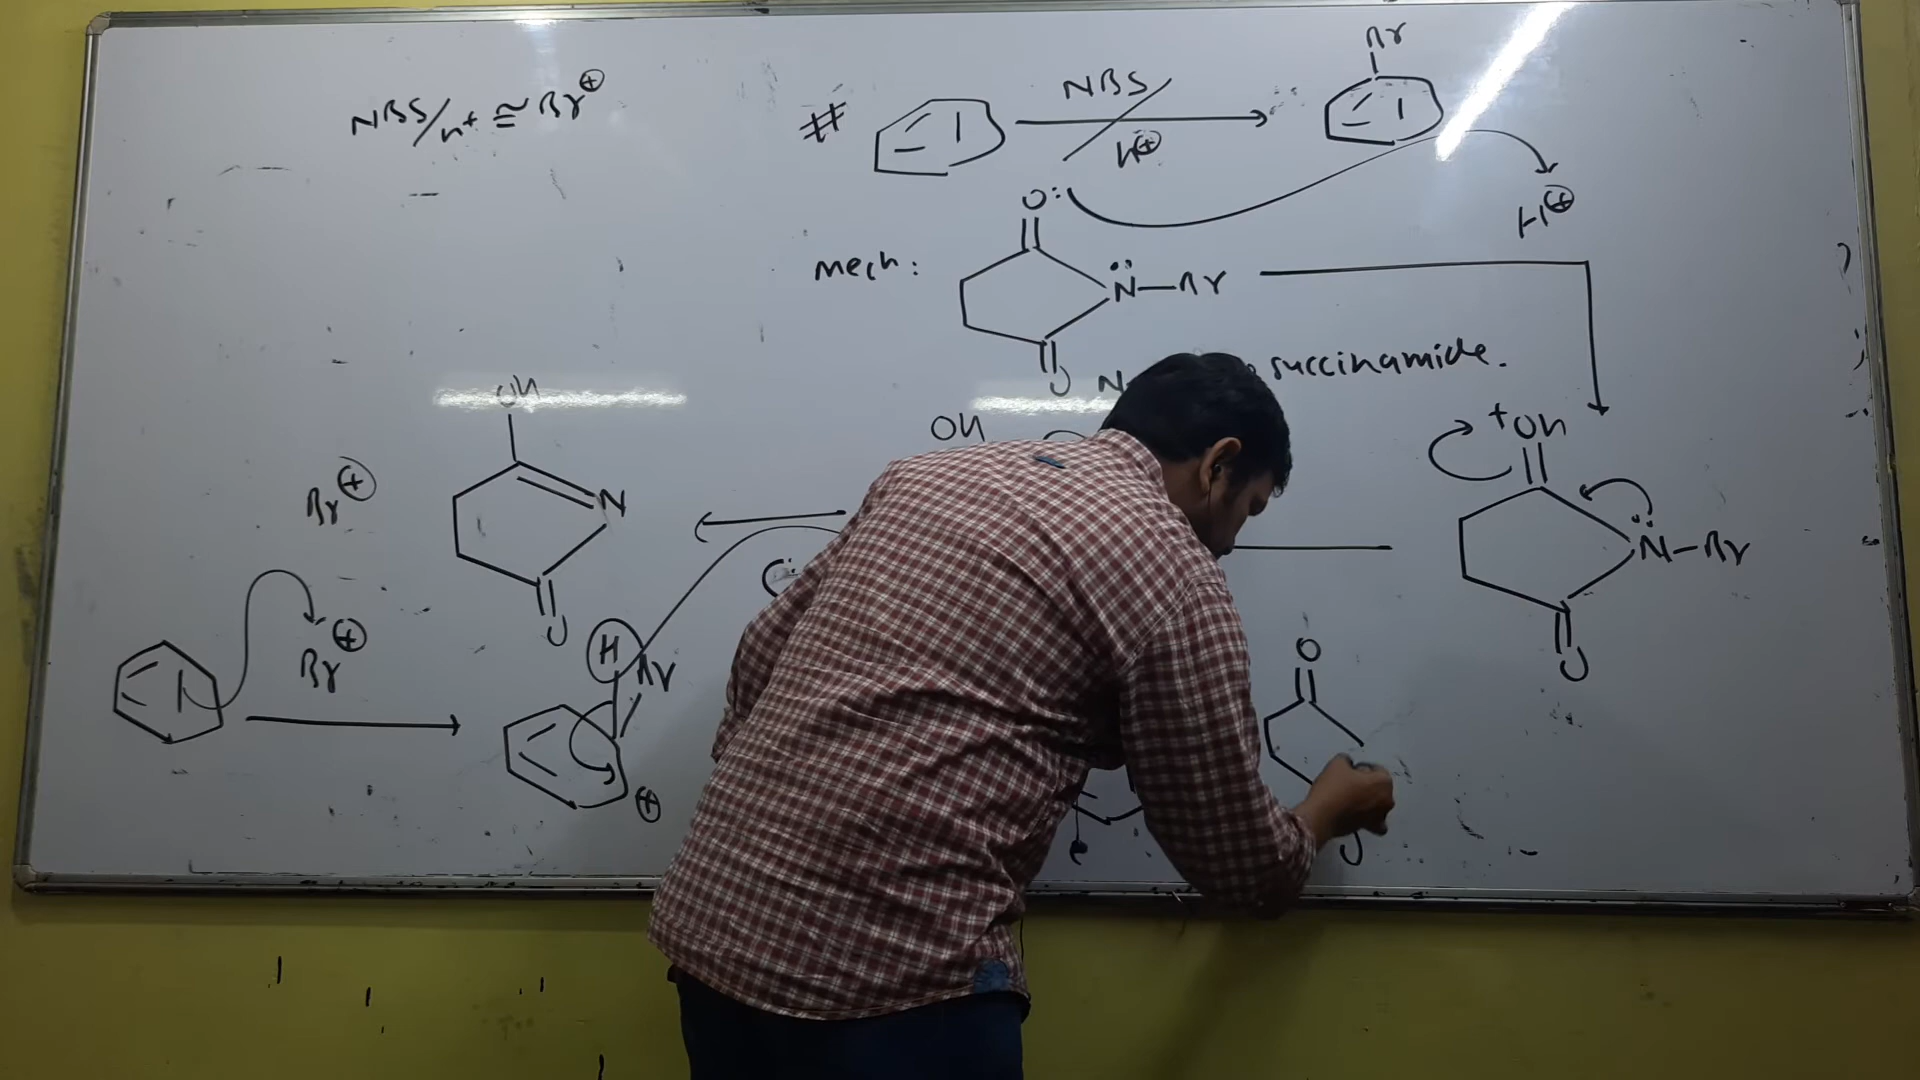 NBS/H⁺ ≅ Br⊕
# NBS/H⊕
Br
H⊕
mech:
O:
N̈—Br
O
N succinamide.
+OH
N̈—Br
O
OH
OH
N
O
Br⊕
Br⊕
H
Br
⊕
O
O